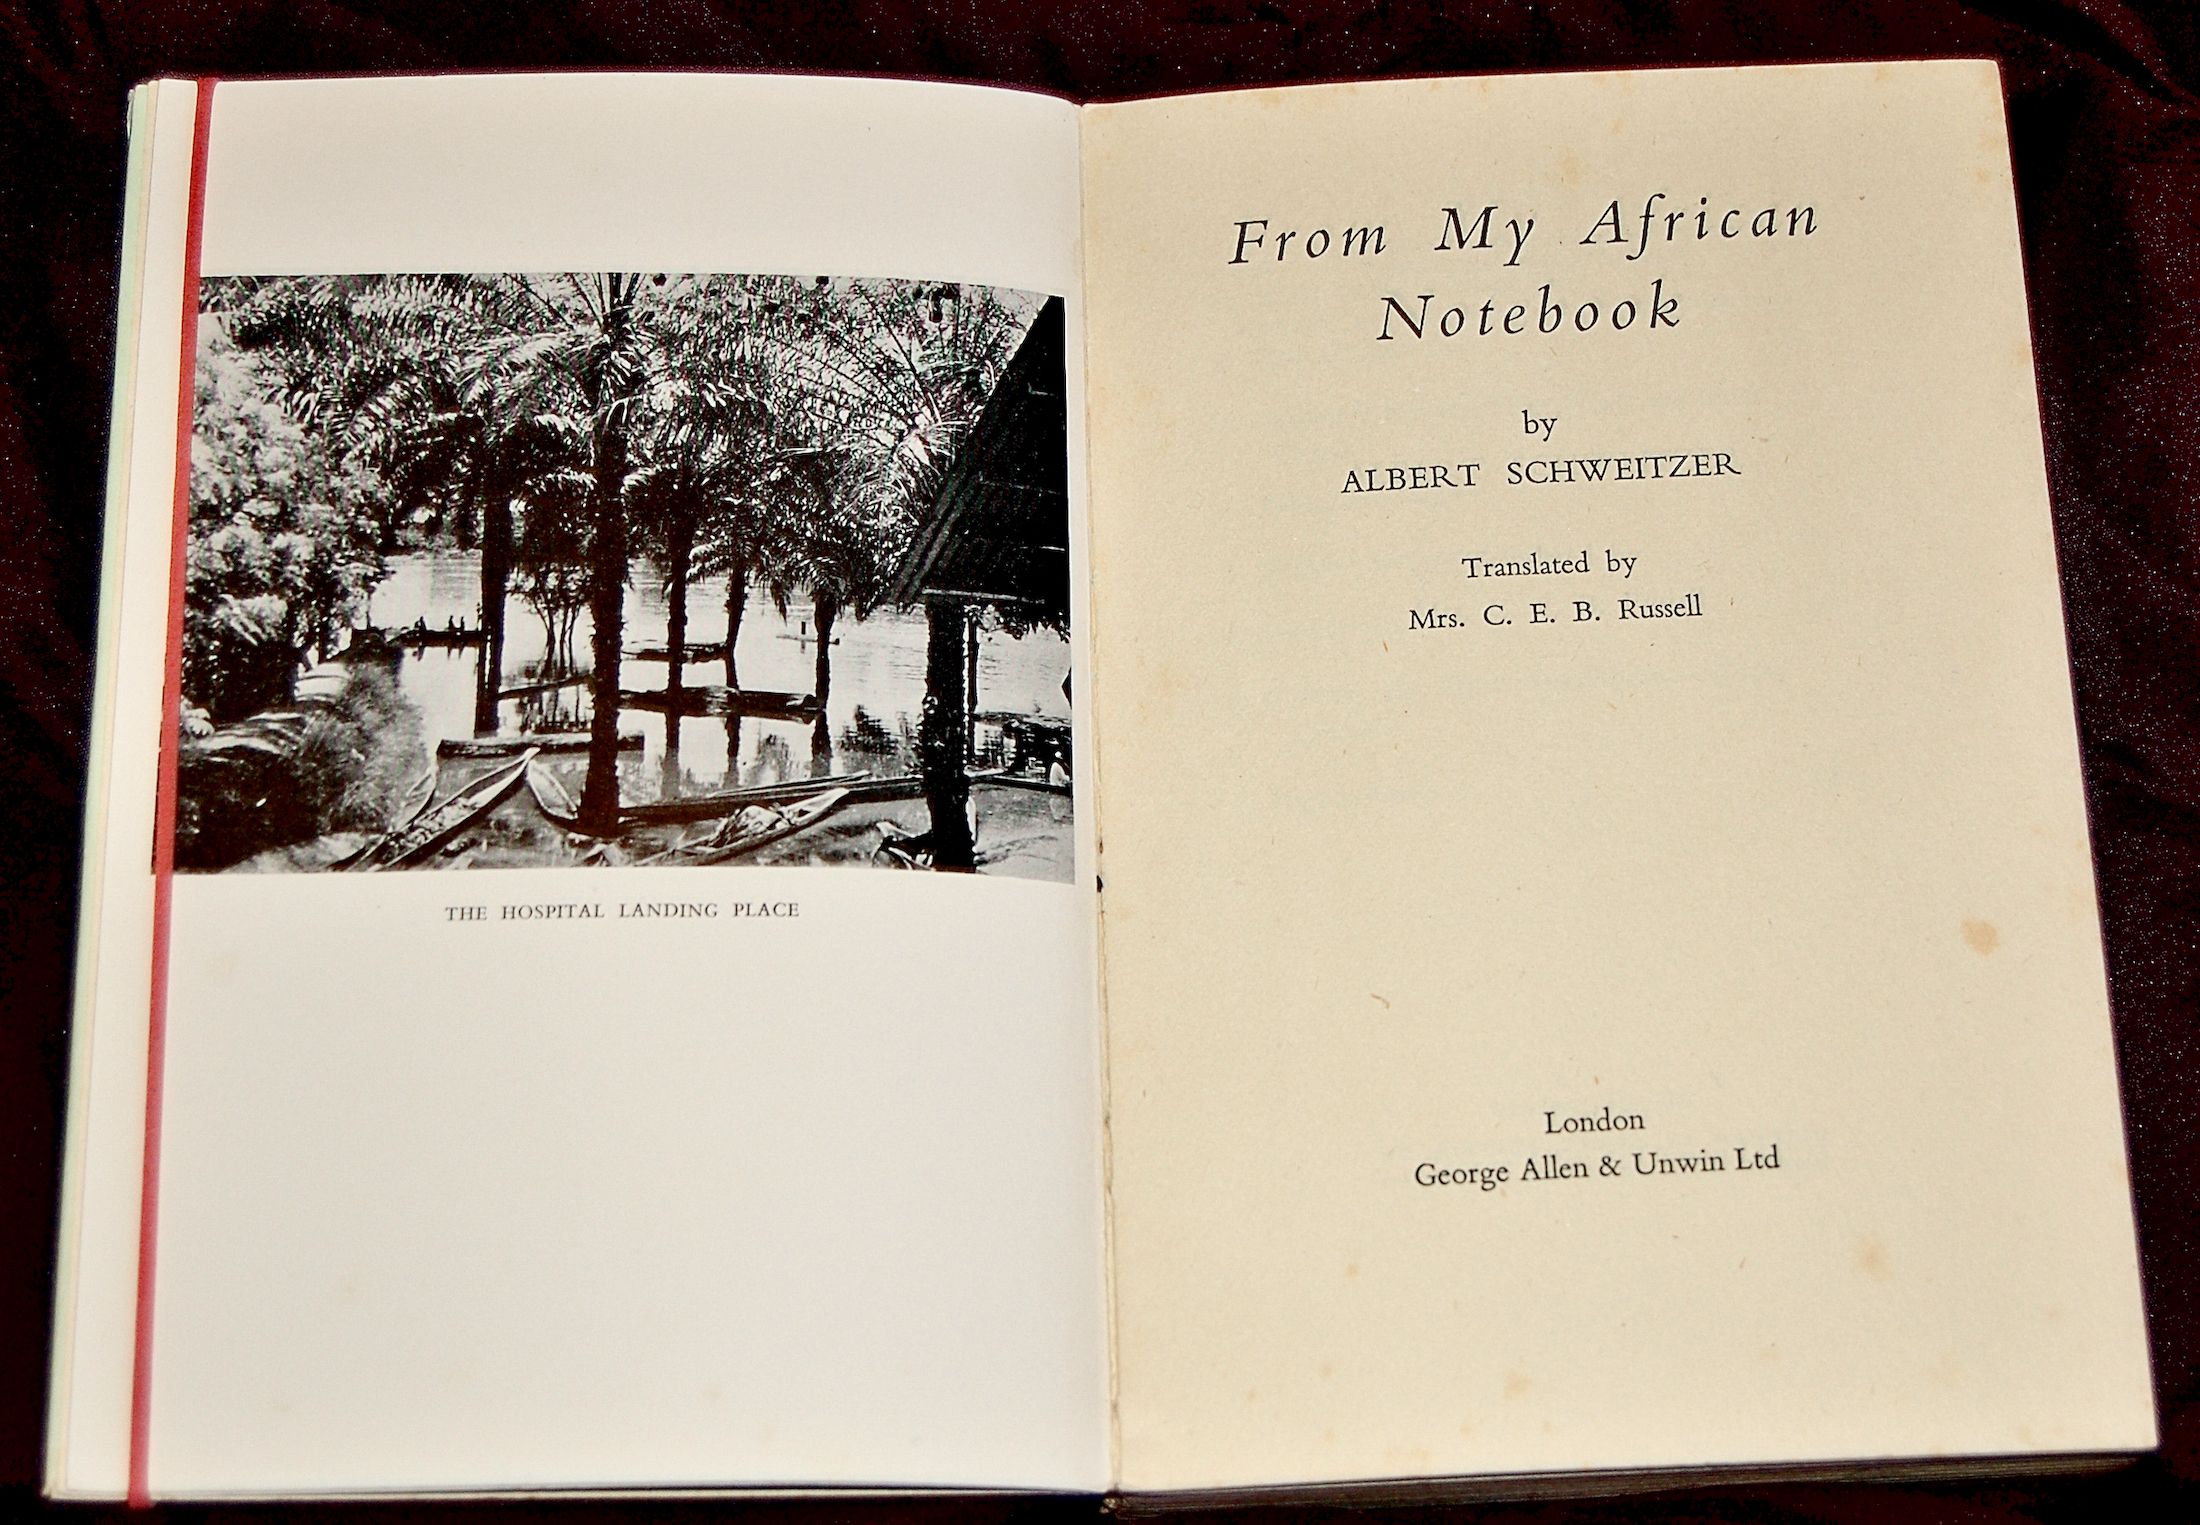 THE HOSPITAL LANDING PLACE
From My African
Notebook
by
ALBERT SCHWEITZER
Translated by
Mrs. C. E. B. Russell
London
George Allen & Unwin Ltd